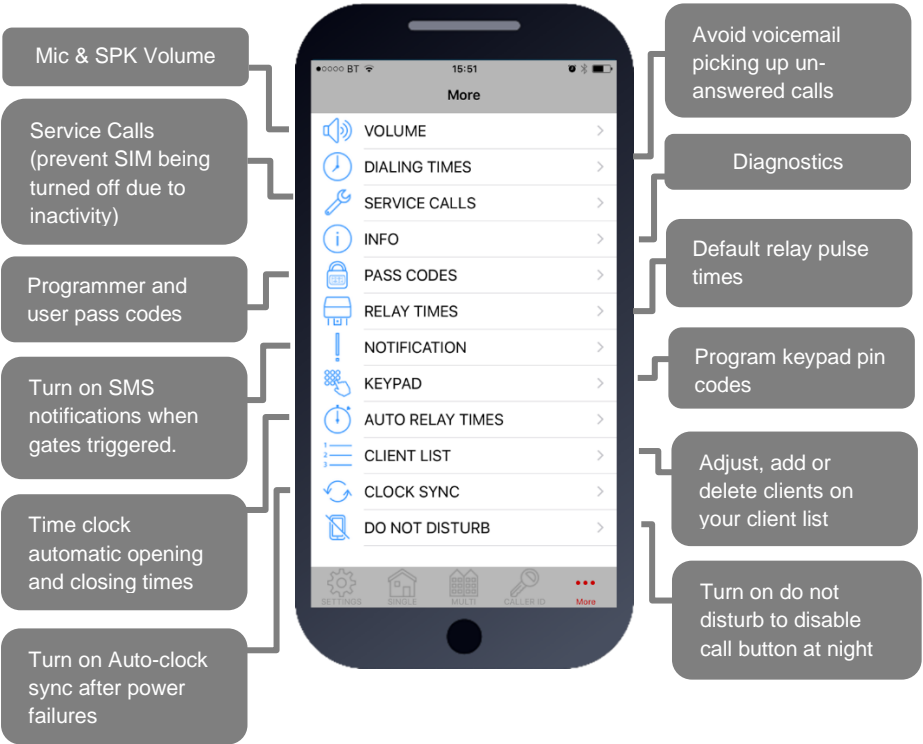 Mic & SPK Volume
Service Calls
(prevent SIM being
turned off due to
inactivity)
Programmer and
user pass codes
Turn on SMS
notifications when
gates triggered.
Time clock
automatic opening
and closing times
Turn on Auto-clock
sync after power
failures
BT
15:51
More
VOLUME
DIALING TIMES
SERVICE CALLS
INFO
PASS CODES
RELAY TIMES
NOTIFICATION
KEYPAD
AUTO RELAY TIMES
1
2
3
CLIENT LIST
CLOCK SYNC
DO NOT DISTURB
SETTINGS SINGLE MULTI CALLER ID More
Avoid voicemail
picking up un-
answered calls
Diagnostics
Default relay pulse
times
Program keypad pin
codes
Adjust, add or
delete clients on
your client list
Turn on do not
disturb to disable
call button at night